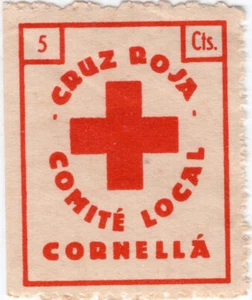 5 Cts.
CRUZ ROJA
COMITÉ LOCAL
CORNELLÁ